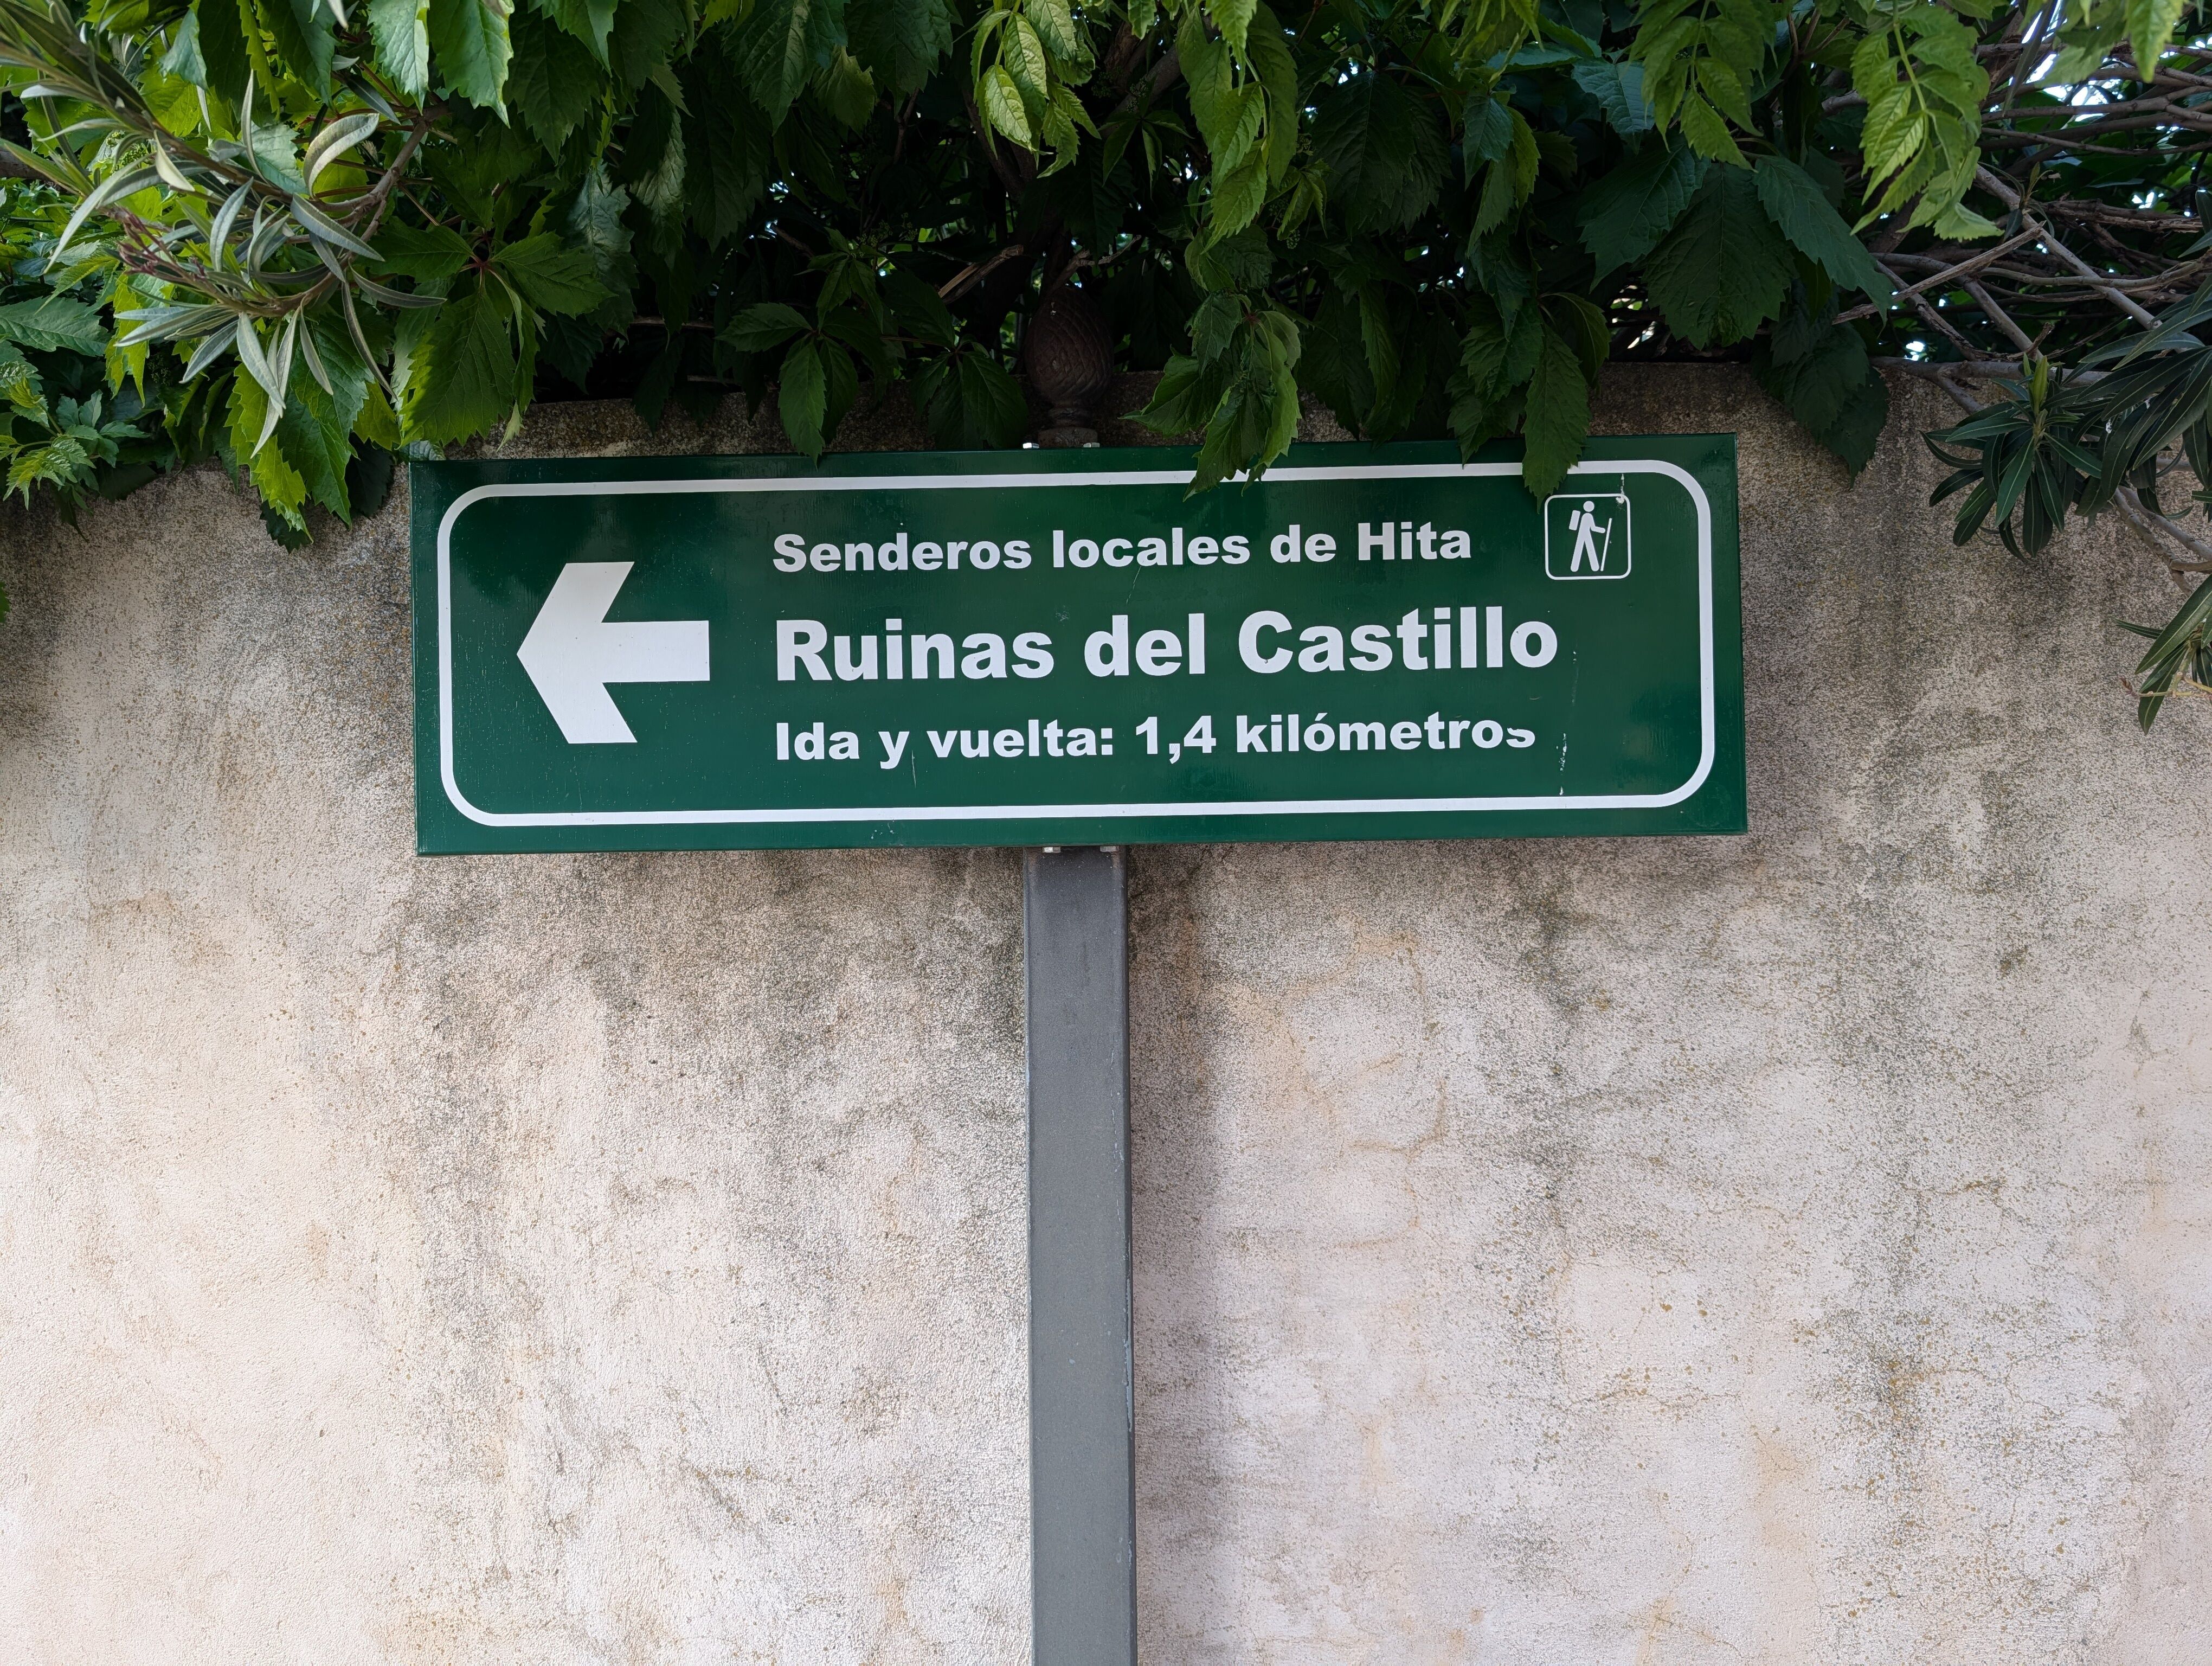 Senderos locales de Hita
Ruinas del Castillo
Ida y vuelta: 1,4 kilómetros